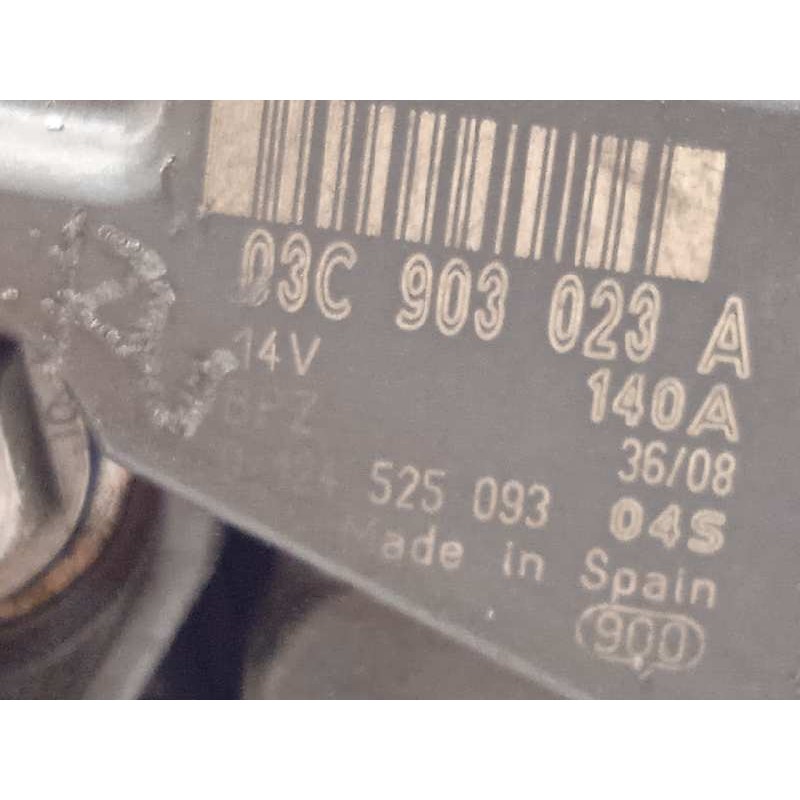 03C 903 023 A
14V 140A
36/08
525 093 04S
Made in Spain
900